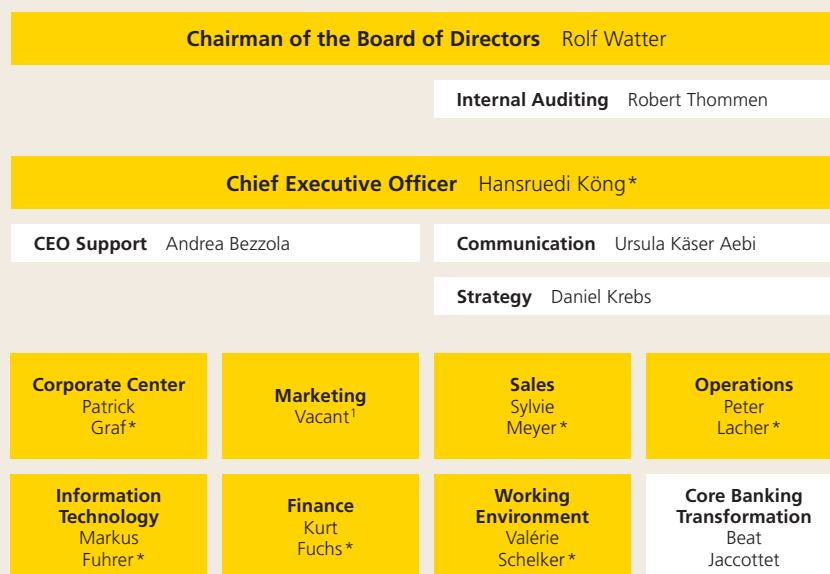 Chairman of the Board of Directors Rolf Watter
Internal Auditing Robert Thommen
Chief Executive Officer Hansruedi Köng*
CEO Support Andrea Bezzola
Communication Ursula Käser Aebi
Strategy Daniel Krebs
Corporate Center
Patrick
Graf*
Marketing
Vacant¹
Sales
Sylvie
Meyer*
Operations
Peter
Lacher*
Information
Technology
Markus
Fuhrer*
Finance
Kurt
Fuchs*
Working
Environment
Valérie
Schelker*
Core Banking
Transformation
Beat
Jaccottet